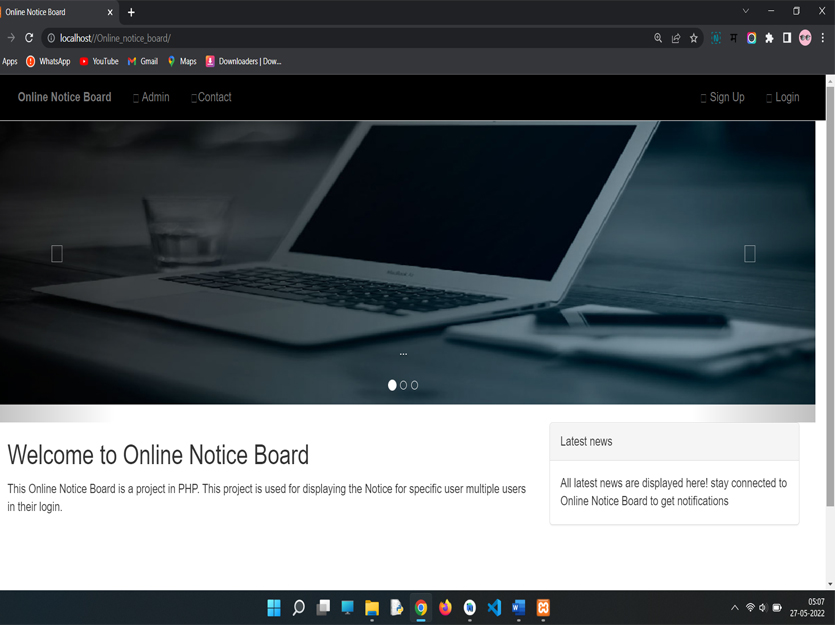 Online Notice Board
localhost//Online_notice_board/
Apps WhatsApp YouTube Gmail Maps Downloaders | Dow...
Online Notice Board Admin Contact Sign Up Login
...
Welcome to Online Notice Board
This Online Notice Board is a project in PHP. This project is used for displaying the Notice for specific user multiple users
in their login.
Latest news
All latest news are displayed here! stay connected to
Online Notice Board to get notifications
05:07
27-05-2022